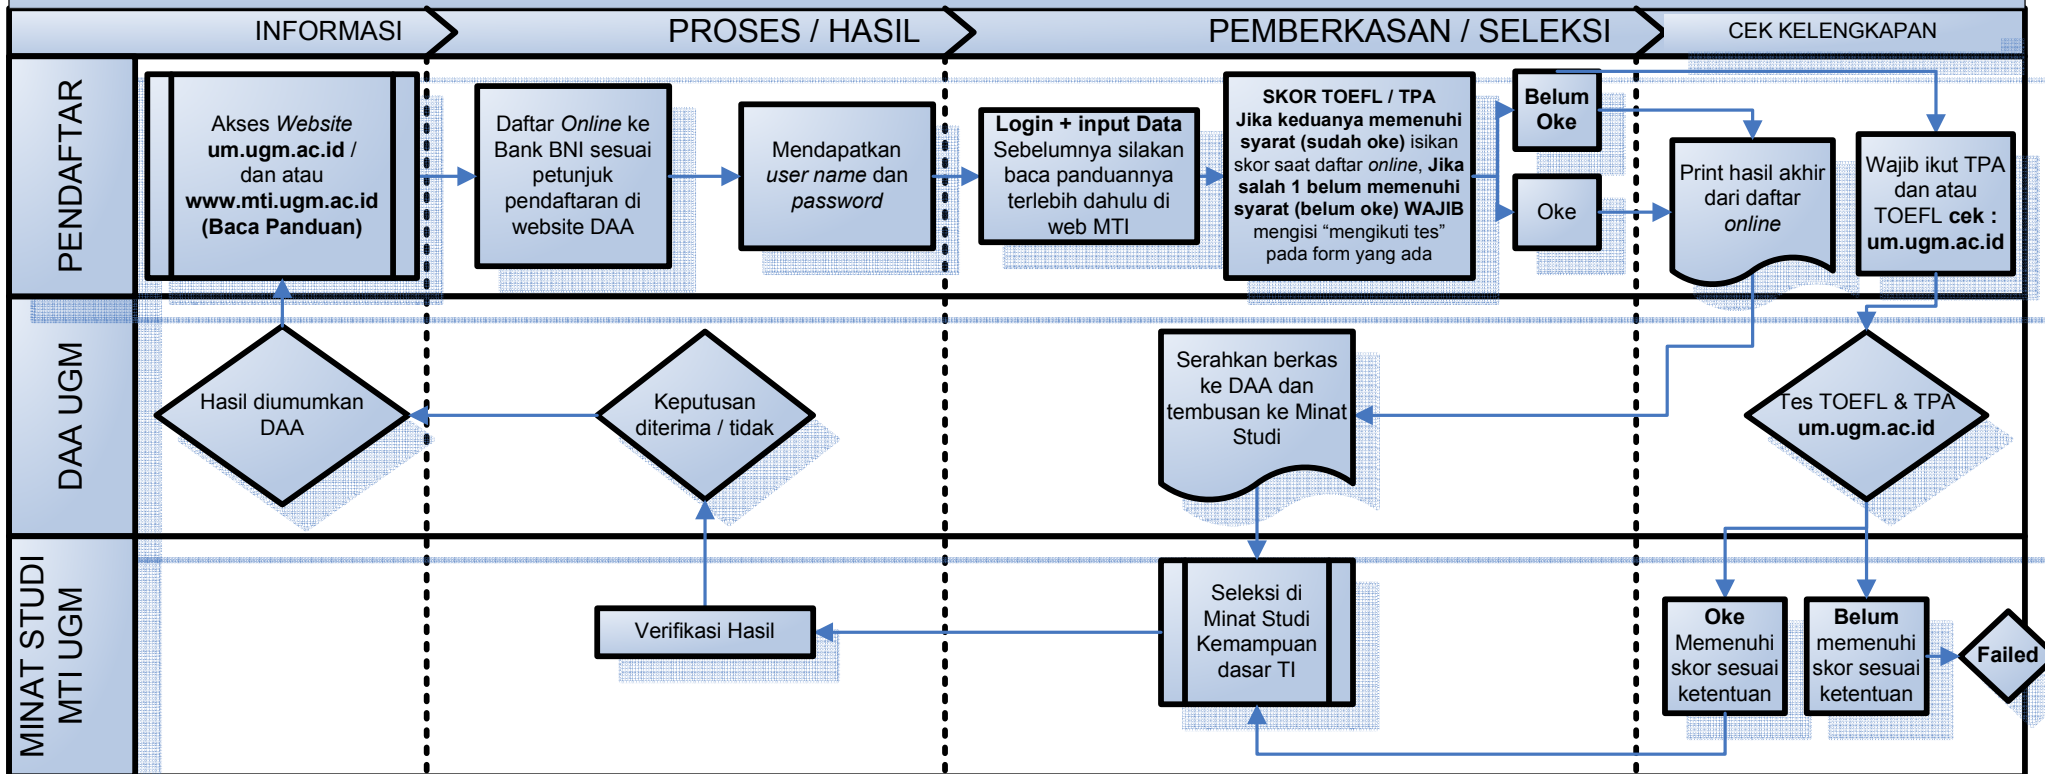 INFORMASI
PROSES / HASIL
PEMBERKASAN / SELEKSI
CEK KELENGKAPAN
PENDAFTAR
Akses Website
um.ugm.ac.id /
dan atau
www.mti.ugm.ac.id
(Baca Panduan)
Daftar Online ke
Bank BNI sesuai
petunjuk
pendaftaran di
website DAA
Mendapatkan
user name dan
password
Login + input Data
Sebelumnya silakan
baca panduannya
terlebih dahulu di
web MTI
SKOR TOEFL / TPA
Jika keduanya memenuhi
syarat (sudah oke) isikan
skor saat daftar online, Jika
salah 1 belum memenuhi
syarat (belum oke) WAJIB
mengisi “mengikuti tes”
pada form yang ada
Belum
Oke
Oke
Print hasil akhir
dari daftar
online
Wajib ikut TPA
dan atau
TOEFL cek :
um.ugm.ac.id
DAA UGM
Hasil diumumkan
DAA
Keputusan
diterima / tidak
Serahkan berkas
ke DAA dan
tembusan ke Minat
Studi
Tes TOEFL & TPA
um.ugm.ac.id
MINAT STUDI
MTI UGM
Verifikasi Hasil
Seleksi di
Minat Studi
Kemampuan
dasar TI
Oke
Memenuhi
skor sesuai
ketentuan
Belum
memenuhi
skor sesuai
ketentuan
Failed